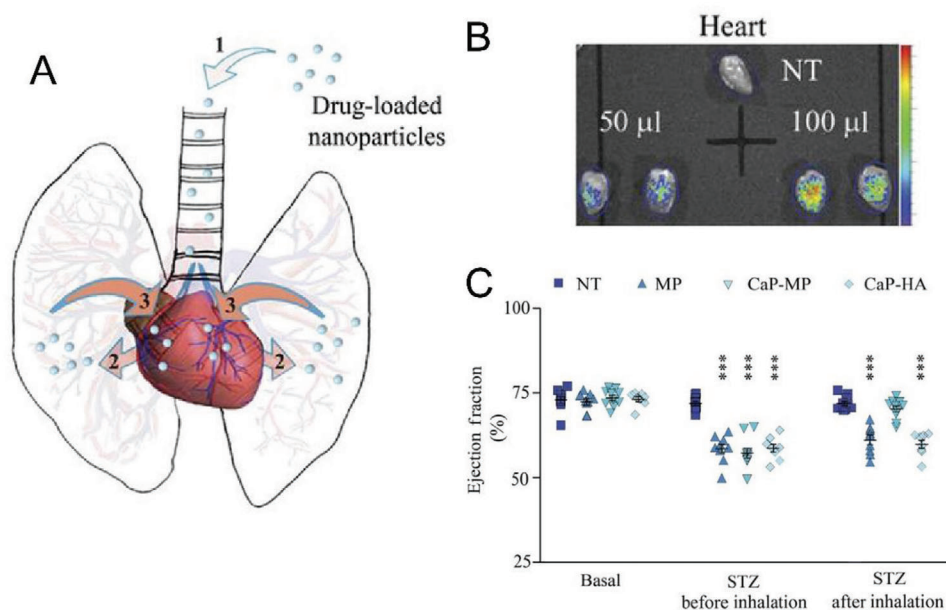 A
1
Drug-loaded
nanoparticles
3
3
2
2
B
Heart
NT
50 µl
100 µl
C
NT
MP
CaP-MP
CaP-HA
100
75
50
25
Ejection fraction
(%)
***
***
***
***
***
Basal
STZ
before inhalation
STZ
after inhalation